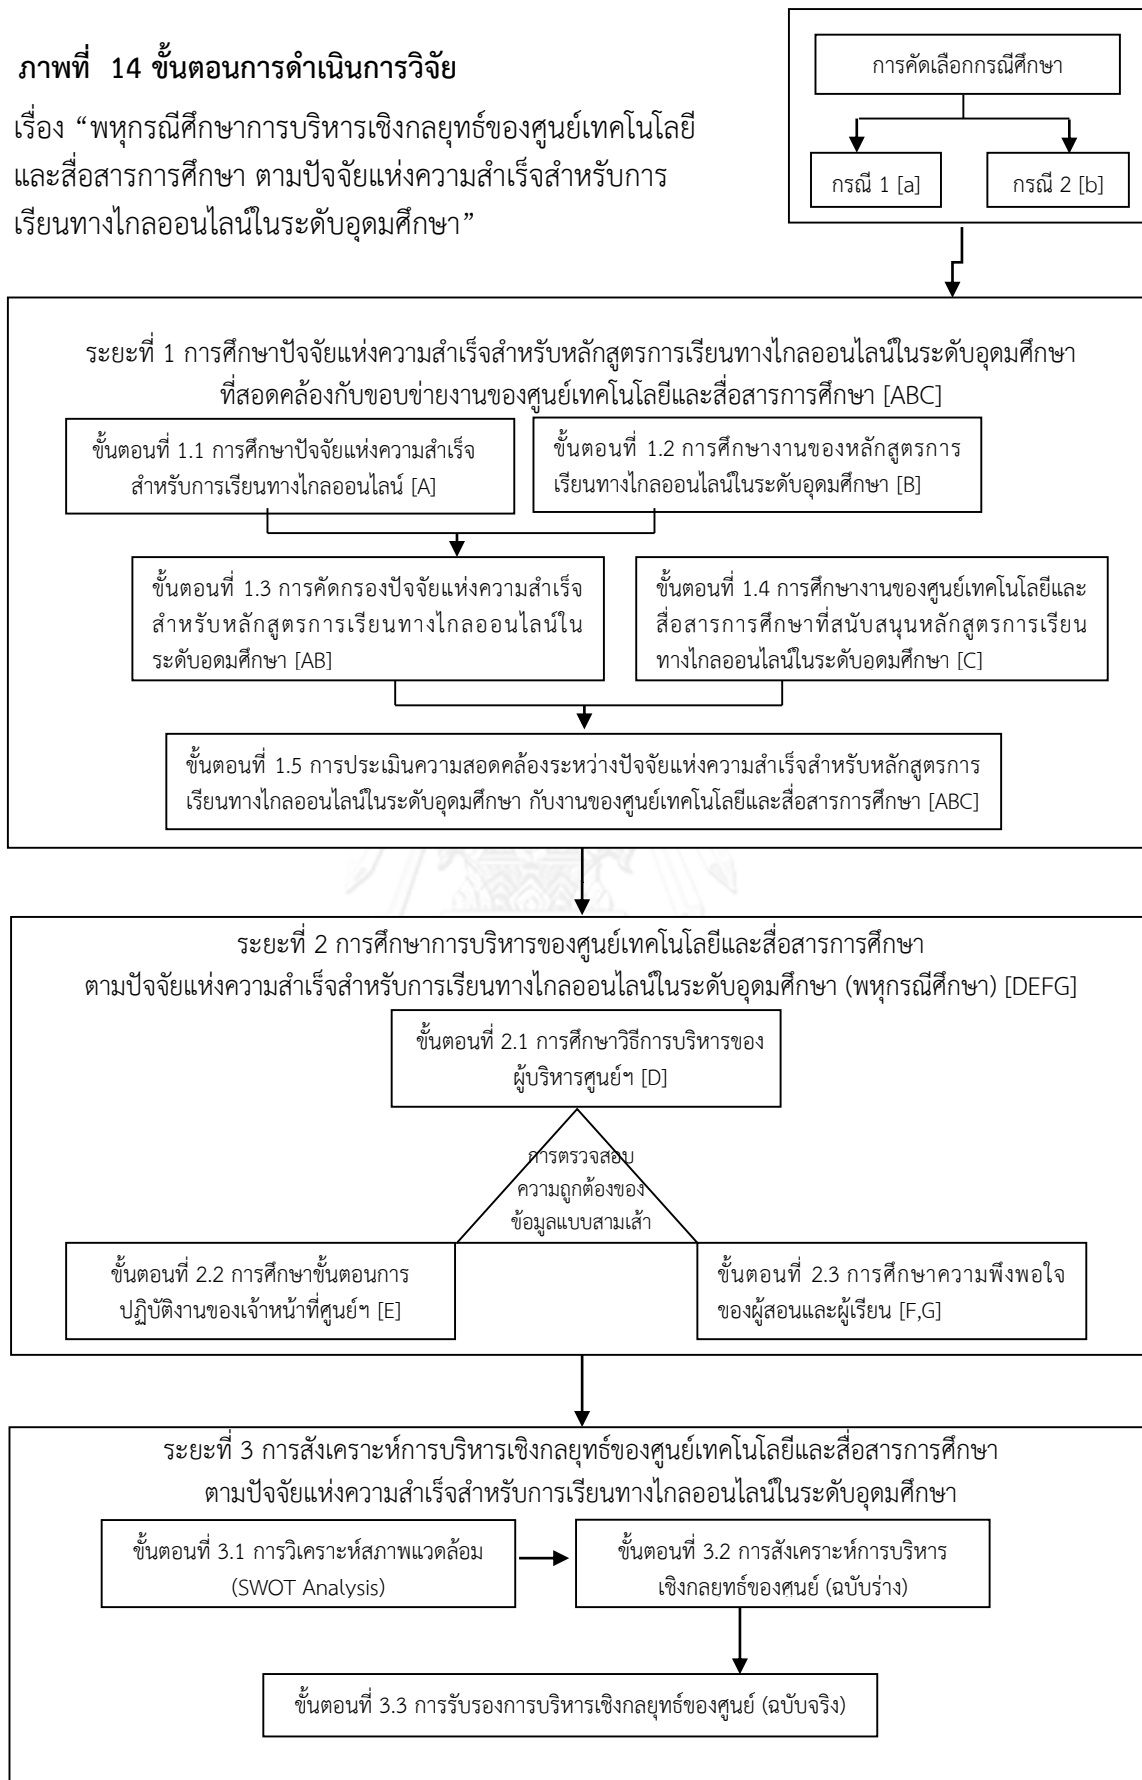 ภาพที่ 14 ขั้นตอนการดำเนินการวิจัย
เรื่อง “พหุกรณีศึกษาการบริหารเชิงกลยุทธ์ของศูนย์เทคโนโลยี
และสื่อสารการศึกษา ตามปัจจัยแห่งความสำเร็จสำหรับการ
เรียนทางไกลออนไลน์ในระดับอุดมศึกษา”
การคัดเลือกกรณีศึกษา
กรณี 1 [a]
กรณี 2 [b]
ระยะที่ 1 การศึกษาปัจจัยแห่งความสำเร็จสำหรับหลักสูตรการเรียนทางไกลออนไลน์ในระดับอุดมศึกษา
ที่สอดคล้องกับขอบข่ายงานของศูนย์เทคโนโลยีและสื่อสารการศึกษา [ABC]
ขั้นตอนที่ 1.1 การศึกษาปัจจัยแห่งความสำเร็จ
สำหรับการเรียนทางไกลออนไลน์ [A]
ขั้นตอนที่ 1.2 การศึกษางานของหลักสูตรการ
เรียนทางไกลออนไลน์ในระดับอุดมศึกษา [B]
ขั้นตอนที่ 1.3 การคัดกรองปัจจัยแห่งความสำเร็จ
สำหรับหลักสูตรการเรียนทางไกลออนไลน์ใน
ระดับอุดมศึกษา [AB]
ขั้นตอนที่ 1.4 การศึกษางานของศูนย์เทคโนโลยีและ
สื่อสารการศึกษาที่สนับสนุนหลักสูตรการเรียน
ทางไกลออนไลน์ในระดับอุดมศึกษา [C]
ขั้นตอนที่ 1.5 การประเมินความสอดคล้องระหว่างปัจจัยแห่งความสำเร็จสำหรับหลักสูตรการ
เรียนทางไกลออนไลน์ในระดับอุดมศึกษา กับงานของศูนย์เทคโนโลยีและสื่อสารการศึกษา [ABC]
ระยะที่ 2 การศึกษาการบริหารของศูนย์เทคโนโลยีและสื่อสารการศึกษา
ตามปัจจัยแห่งความสำเร็จสำหรับการเรียนทางไกลออนไลน์ในระดับอุดมศึกษา (พหุกรณีศึกษา) [DEFG]
ขั้นตอนที่ 2.1 การศึกษาวิธีการบริหารของ
ผู้บริหารศูนย์ฯ [D]
การตรวจสอบ
ความถูกต้องของ
ข้อมูลแบบสามเส้า
ขั้นตอนที่ 2.2 การศึกษาขั้นตอนการ
ปฏิบัติงานของเจ้าหน้าที่ศูนย์ฯ [E]
ขั้นตอนที่ 2.3 การศึกษาความพึงพอใจ
ของผู้สอนและผู้เรียน [F,G]
ระยะที่ 3 การสังเคราะห์การบริหารเชิงกลยุทธ์ของศูนย์เทคโนโลยีและสื่อสารการศึกษา
ตามปัจจัยแห่งความสำเร็จสำหรับการเรียนทางไกลออนไลน์ในระดับอุดมศึกษา
ขั้นตอนที่ 3.1 การวิเคราะห์สภาพแวดล้อม
(SWOT Analysis)
ขั้นตอนที่ 3.2 การสังเคราะห์การบริหาร
เชิงกลยุทธ์ของศูนย์ (ฉบับร่าง)
ขั้นตอนที่ 3.3 การรับรองการบริหารเชิงกลยุทธ์ของศูนย์ (ฉบับจริง)